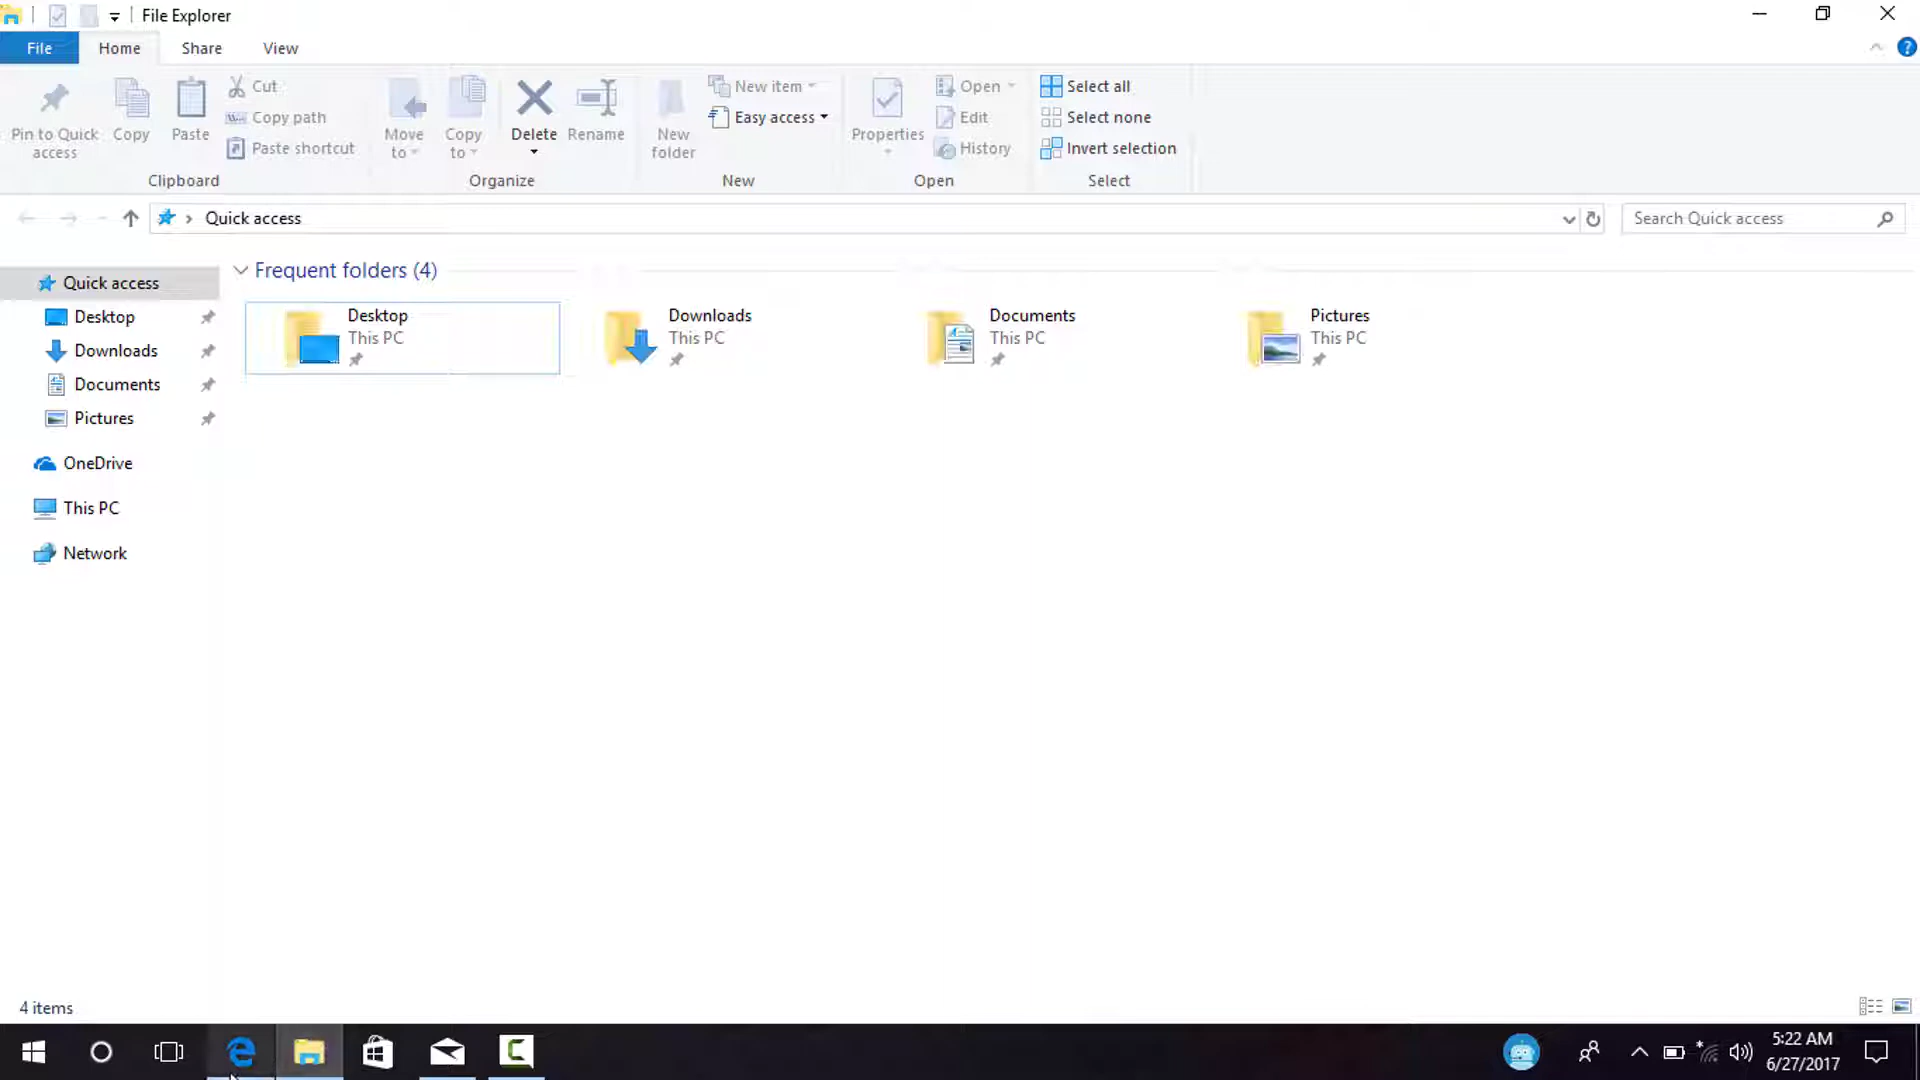 File Explorer
File Home Share View
Pin to Quick access
Copy
Paste
Cut
Copy path
Paste shortcut
Clipboard
Move to
Copy to
Delete
Rename
Organize
New folder
New item
Easy access
New
Properties
Open
Edit
History
Open
Select all
Select none
Invert selection
Select
Quick access
Search Quick access
Quick access
Desktop
Downloads
Documents
Pictures
OneDrive
This PC
Network
Frequent folders (4)
Desktop
This PC
Downloads
This PC
Documents
This PC
Pictures
This PC
4 items
5:22 AM
6/27/2017